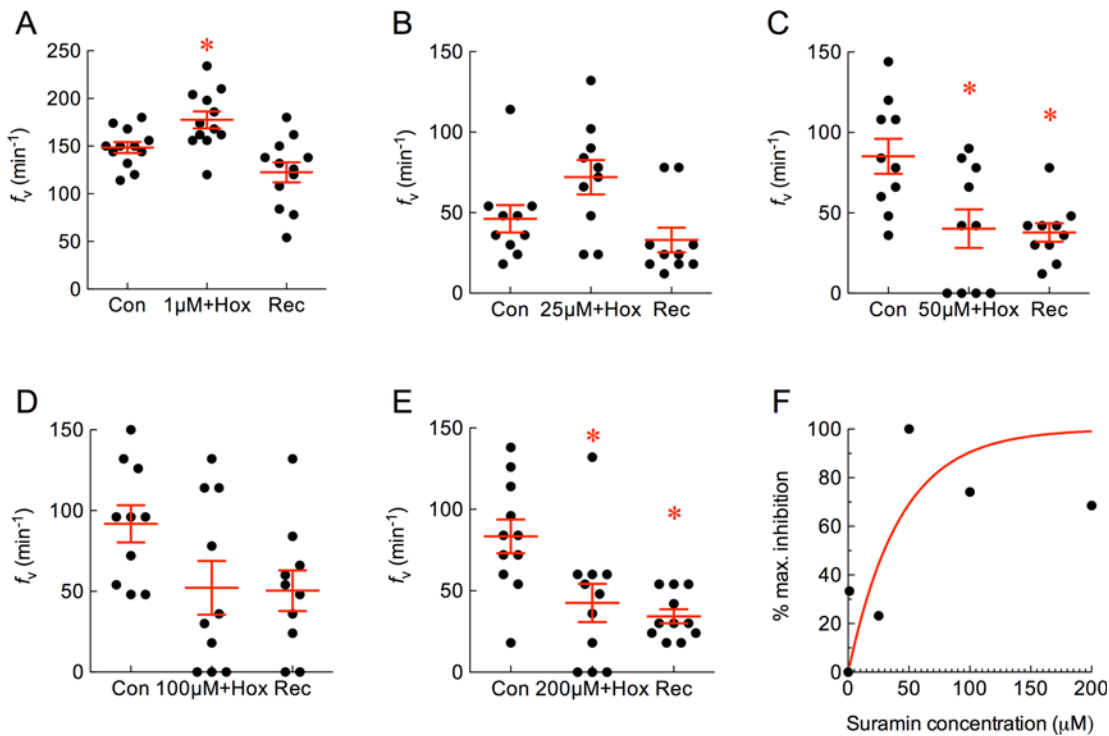 A
fv (min⁻¹)
250
200
150
100
50
0
Con 1µM+Hox Rec
*
B
fv (min⁻¹)
150
100
50
0
Con 25µM+Hox Rec
C
fv (min⁻¹)
150
100
50
0
Con 50µM+Hox Rec
*
*
D
fv (min⁻¹)
150
100
50
0
Con 100µM+Hox Rec
E
fv (min⁻¹)
150
100
50
0
Con 200µM+Hox Rec
*
*
F
% max. inhibition
100
80
60
40
20
0
0 50 100 150 200
Suramin concentration (µM)